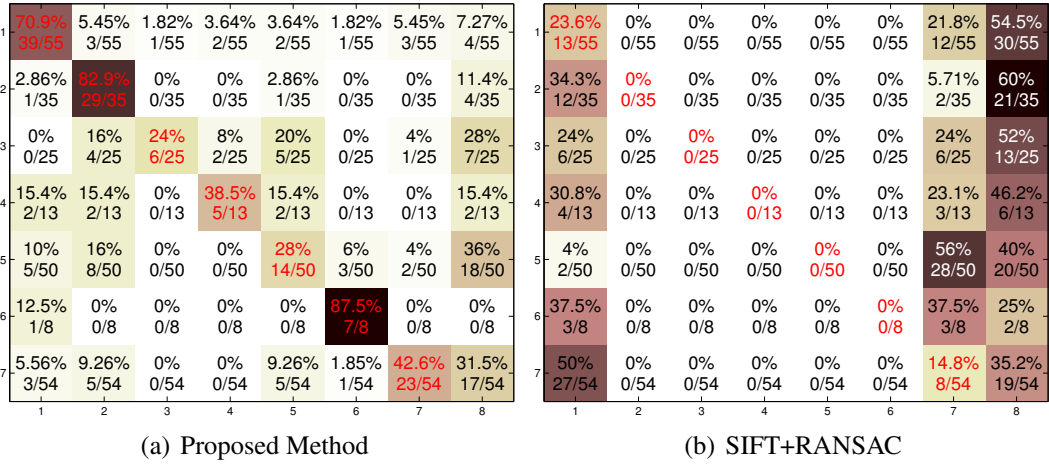 1 70.9% 5.45% 1.82% 3.64% 3.64% 1.82% 5.45% 7.27%
39/55 3/55 1/55 2/55 2/55 1/55 3/55 4/55
2 2.86% 82.9% 0% 0% 2.86% 0% 0% 11.4%
1/35 29/35 0/35 0/35 1/35 0/35 0/35 4/35
3 0% 16% 24% 8% 20% 0% 4% 28%
0/25 4/25 6/25 2/25 5/25 0/25 1/25 7/25
4 15.4% 15.4% 0% 38.5% 15.4% 0% 0% 15.4%
2/13 2/13 0/13 5/13 2/13 0/13 0/13 2/13
5 10% 16% 0% 0% 28% 6% 4% 36%
5/50 8/50 0/50 0/50 14/50 3/50 2/50 18/50
6 12.5% 0% 0% 0% 0% 87.5% 0% 0%
1/8 0/8 0/8 0/8 0/8 7/8 0/8 0/8
7 5.56% 9.26% 0% 0% 9.26% 1.85% 42.6% 31.5%
3/54 5/54 0/54 0/54 5/54 1/54 23/54 17/54
1 2 3 4 5 6 7 8
(a) Proposed Method
1 23.6% 0% 0% 0% 0% 0% 21.8% 54.5%
13/55 0/55 0/55 0/55 0/55 0/55 12/55 30/55
2 34.3% 0% 0% 0% 0% 0% 5.71% 60%
12/35 0/35 0/35 0/35 0/35 0/35 2/35 21/35
3 24% 0% 0% 0% 0% 0% 24% 52%
6/25 0/25 0/25 0/25 0/25 0/25 6/25 13/25
4 30.8% 0% 0% 0% 0% 0% 23.1% 46.2%
4/13 0/13 0/13 0/13 0/13 0/13 3/13 6/13
5 4% 0% 0% 0% 0% 0% 56% 40%
2/50 0/50 0/50 0/50 0/50 0/50 28/50 20/50
6 37.5% 0% 0% 0% 0% 0% 37.5% 25%
3/8 0/8 0/8 0/8 0/8 0/8 3/8 2/8
7 50% 0% 0% 0% 0% 0% 14.8% 35.2%
27/54 0/54 0/54 0/54 0/54 0/54 8/54 19/54
1 2 3 4 5 6 7 8
(b) SIFT+RANSAC